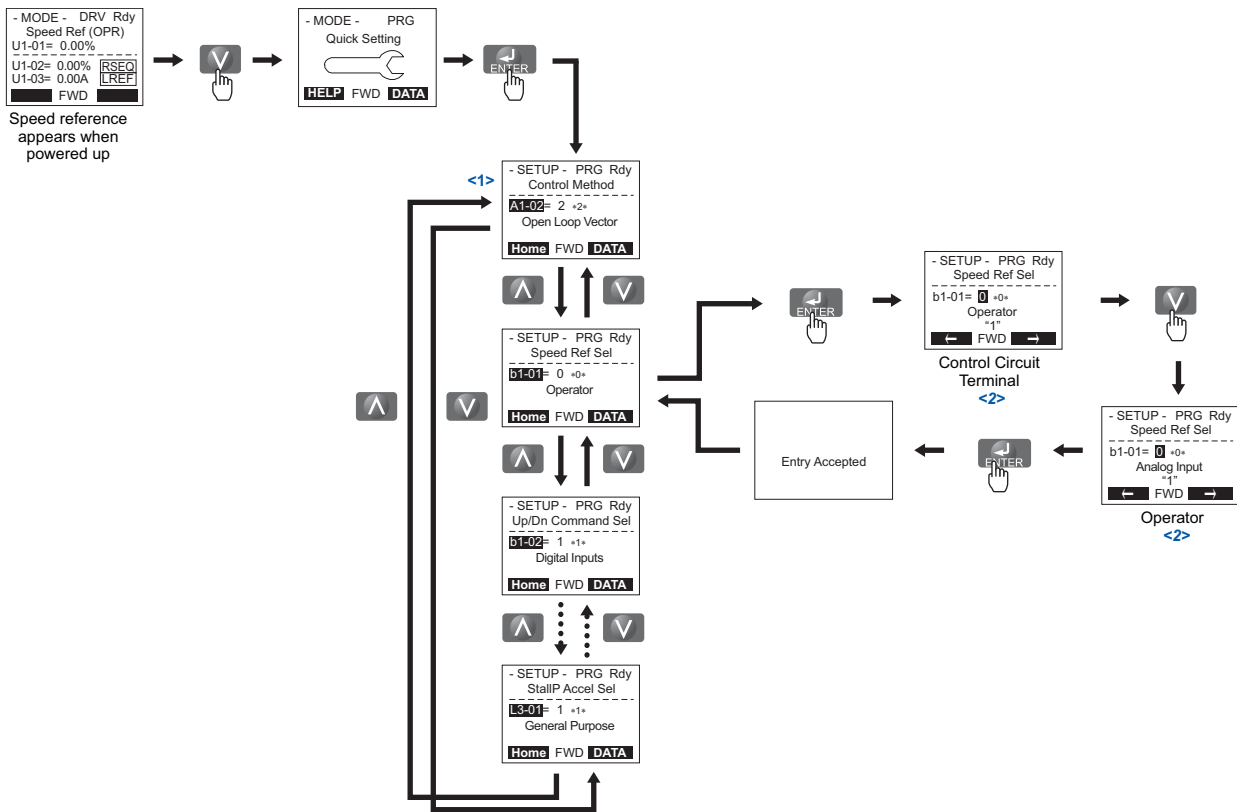 - MODE - DRV Rdy
Speed Ref (OPR)
U1-01= 0.00%
U1-02= 0.00% RSEQ
U1-03= 0.00A LREF
FWD
Speed reference
appears when
powered up
- MODE - PRG
Quick Setting
HELP FWD DATA
ENTER
<1>
- SETUP - PRG Rdy
Control Method
A1-02= 2 *2*
Open Loop Vector
Home FWD DATA
- SETUP - PRG Rdy
Speed Ref Sel
b1-01= 0 *0*
Operator
Home FWD DATA
- SETUP - PRG Rdy
Up/Dn Command Sel
b1-02= 1 *1*
Digital Inputs
Home FWD DATA
- SETUP - PRG Rdy
StallP Accel Sel
L3-01= 1 *1*
General Purpose
Home FWD DATA
ENTER
- SETUP - PRG Rdy
Speed Ref Sel
b1-01= 0 *0*
Operator
“1”
← FWD →
Control Circuit
Terminal
<2>
- SETUP - PRG Rdy
Speed Ref Sel
b1-01= 0 *0*
Analog Input
“1”
← FWD →
Operator
<2>
ENTER
Entry Accepted